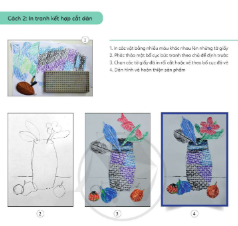 Cách 2: In tranh kết hợp cắt dán
1
1. In các vật bằng nhiều màu khác nhau lên những tờ giấy
2. Phác thảo một bố cục bức tranh theo chủ đề định trước
3. Chọn các tờ giấy đã in rồi cắt hoặc xé theo bố cục đã vẽ
4. Dán hình và hoàn thiện sản phẩm
2
3
4